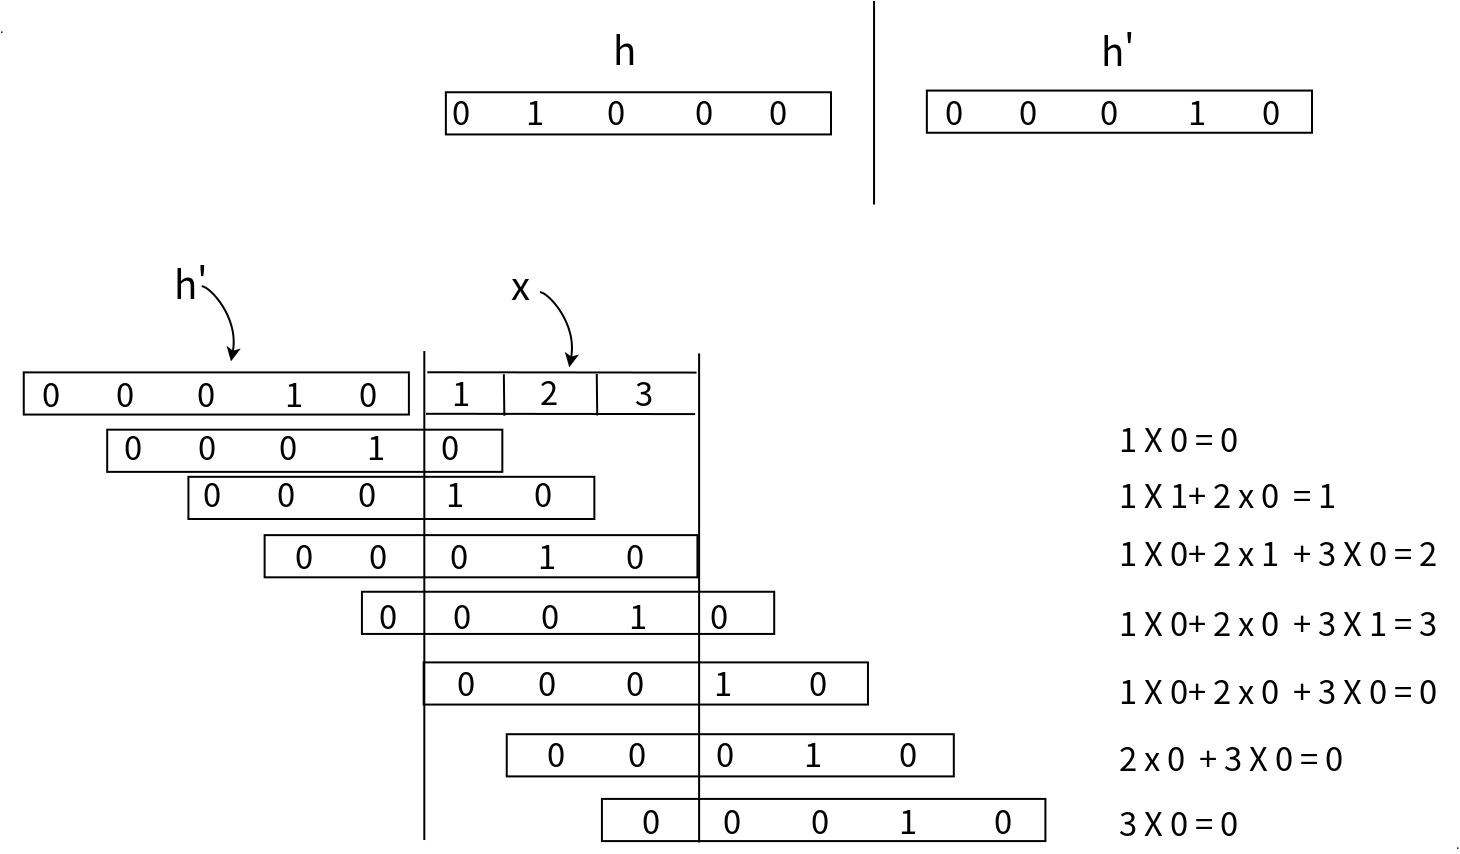 h h'
0 1 0 0 0 0 0 0 1 0
h' x
0 0 0 1 0 1 2 3
0 0 0 1 0 1 X 0 = 0
0 0 0 1 0 1 X 1+ 2 x 0 = 1
0 0 0 1 0 1 X 0+ 2 x 1 + 3 X 0 = 2
0 0 0 1 0 1 X 0+ 2 x 0 + 3 X 1 = 3
0 0 0 1 0 1 X 0+ 2 x 0 + 3 X 0 = 0
0 0 0 1 0 2 x 0 + 3 X 0 = 0
0 0 0 1 0 3 X 0 = 0